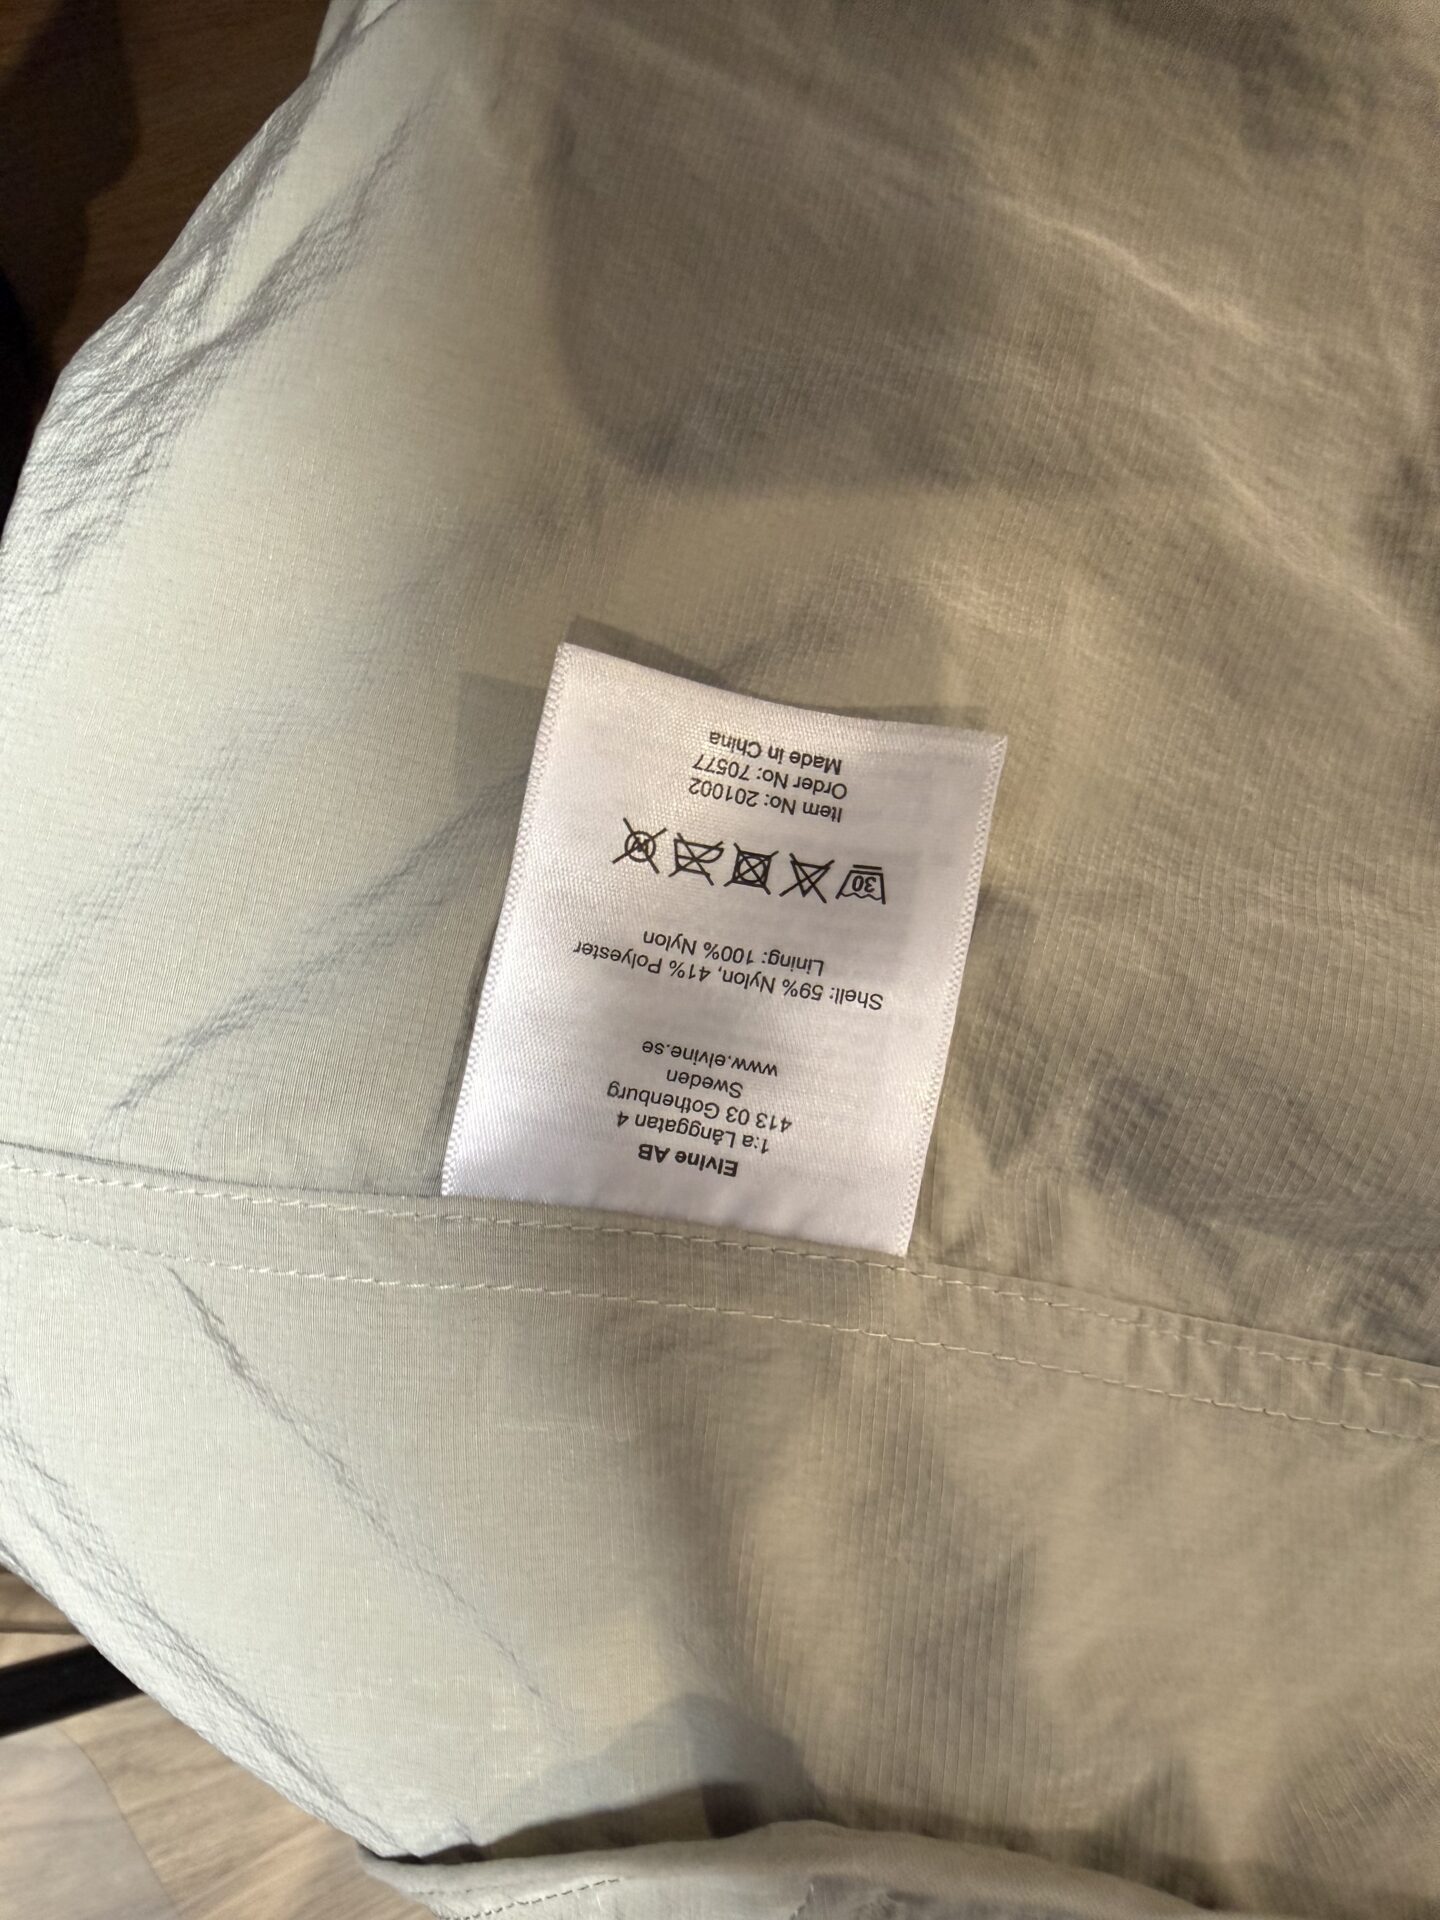 Elvine AB
1:a Långgatan 4
413 03 Gothenburg
Sweden
www.elvine.se
Shell: 59% Nylon, 41% Polyester
Lining: 100% Nylon
30 W
Item No: 201002
Order No: 70577
Made in China